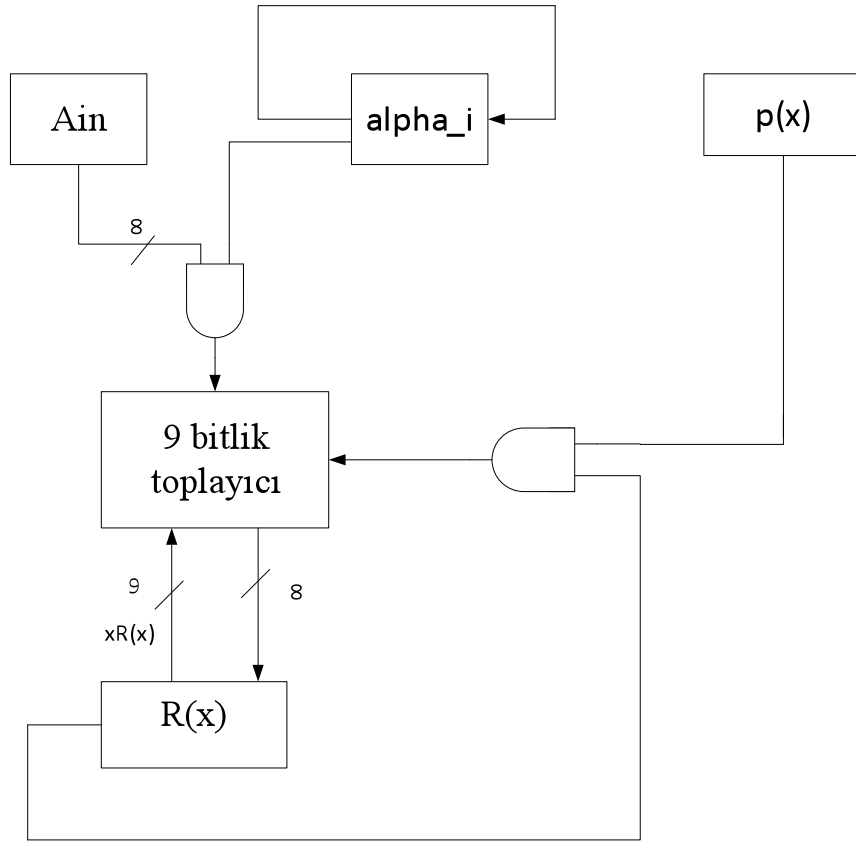 Ain
alpha_i
p(x)
8
9 bitlik
toplayıcı
9
8
xR(x)
R(x)